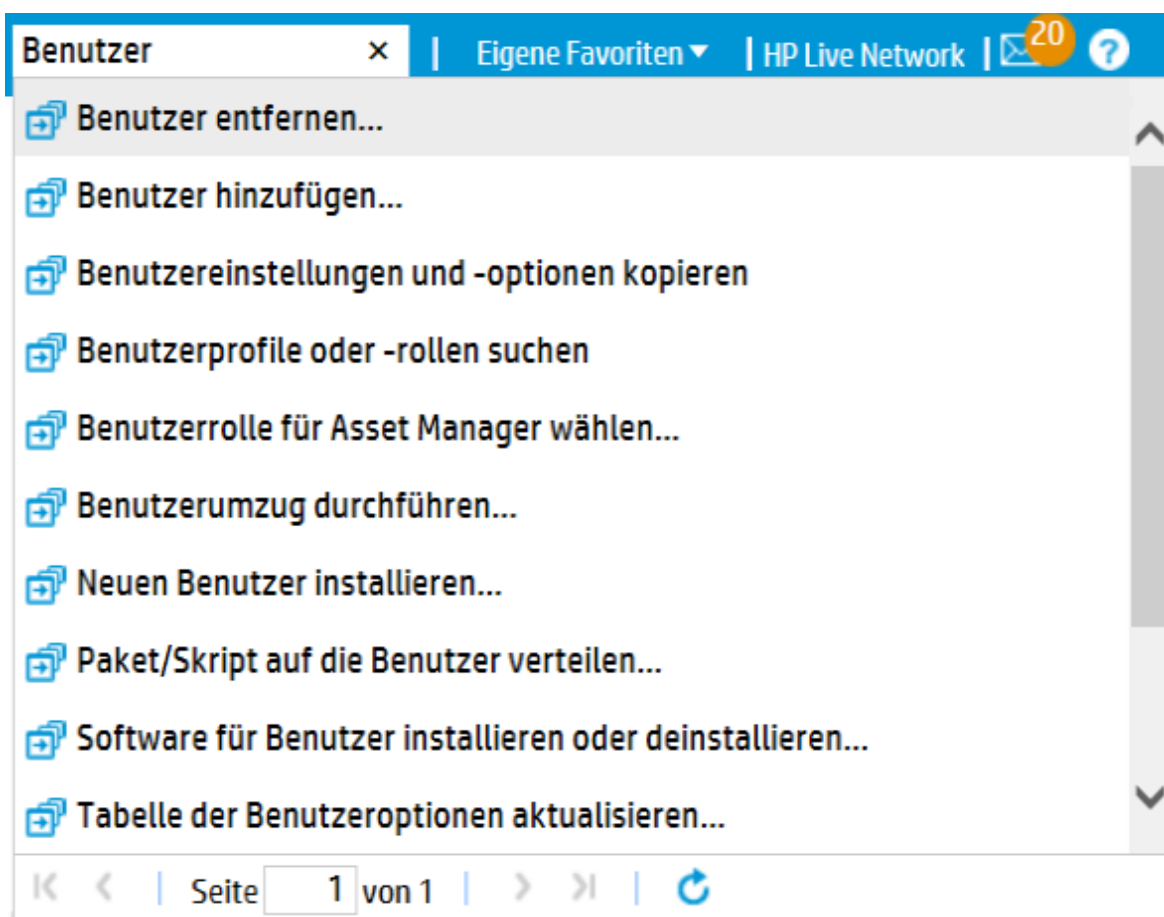 Benutzer × | Eigene Favoriten ▼ | HP Live Network | 20 ?
Benutzer entfernen...
Benutzer hinzufügen...
Benutzereinstellungen und -optionen kopieren
Benutzerprofile oder -rollen suchen
Benutzerrolle für Asset Manager wählen...
Benutzerumzug durchführen...
Neuen Benutzer installieren...
Paket/Skript auf die Benutzer verteilen...
Software für Benutzer installieren oder deinstallieren...
Tabelle der Benutzeroptionen aktualisieren...
Seite 1 von 1